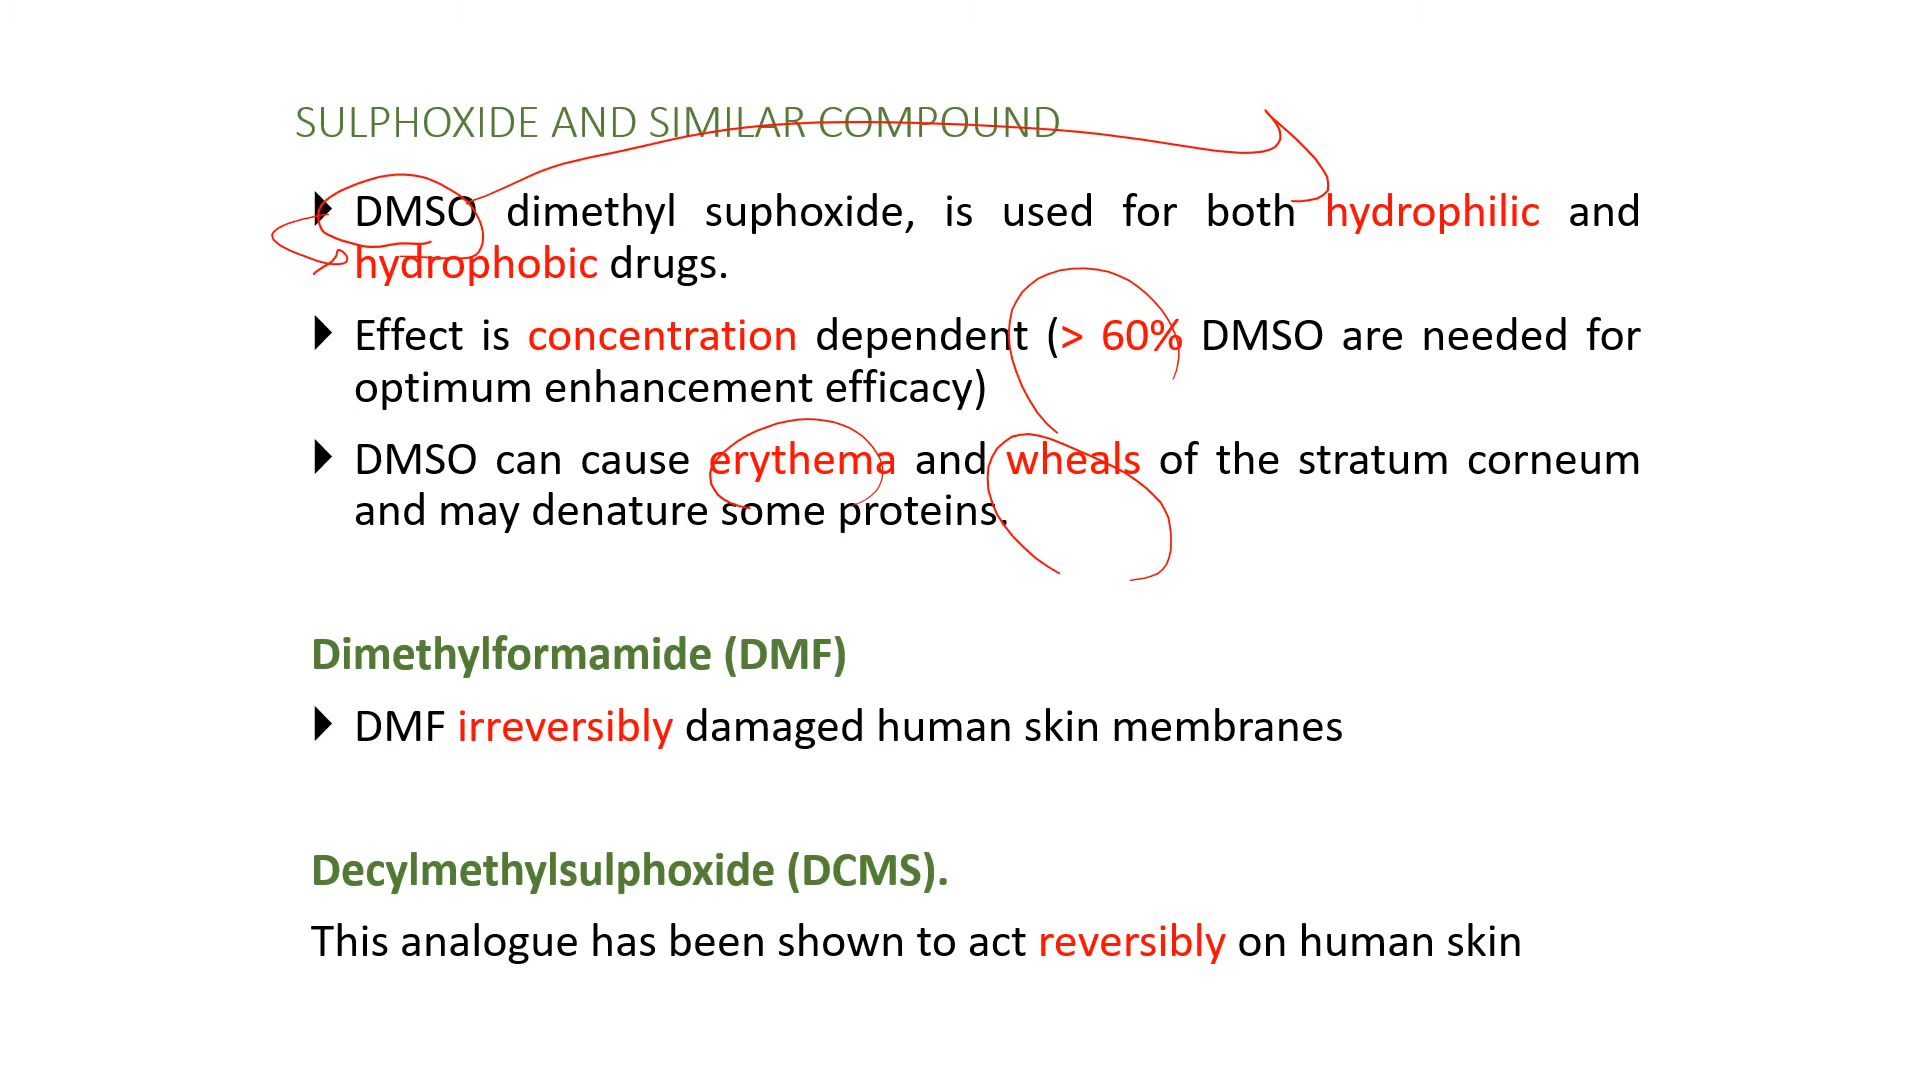 SULPHOXIDE AND SIMILAR COMPOUND
DMSO dimethyl suphoxide, is used for both hydrophilic and
hydrophobic drugs.
Effect is concentration dependent (> 60% DMSO are needed for
optimum enhancement efficacy)
DMSO can cause erythema and wheals of the stratum corneum
and may denature some proteins.
Dimethylformamide (DMF)
DMF irreversibly damaged human skin membranes
Decylmethylsulphoxide (DCMS).
This analogue has been shown to act reversibly on human skin